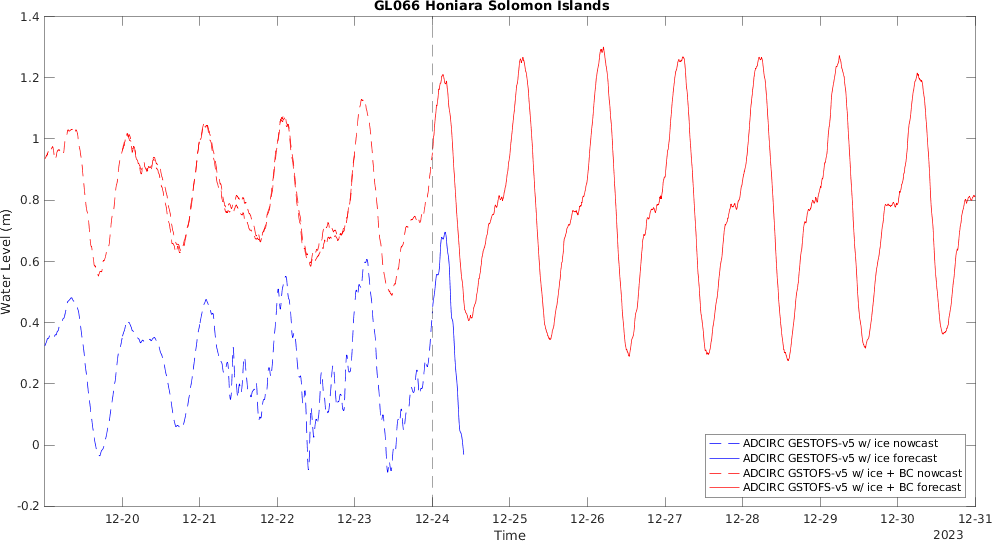 GL066 Honiara Solomon Islands
Water Level (m)
1.4
1.2
1
0.8
0.6
0.4
0.2
0
-0.2
ADCIRC GESTOFS-v5 w/ ice nowcast
ADCIRC GESTOFS-v5 w/ ice forecast
ADCIRC GSTOFS-v5 w/ ice + BC nowcast
ADCIRC GSTOFS-v5 w/ ice + BC forecast
12-20 12-21 12-22 12-23 12-24 12-25 12-26 12-27 12-28 12-29 12-30 12-31
Time
2023